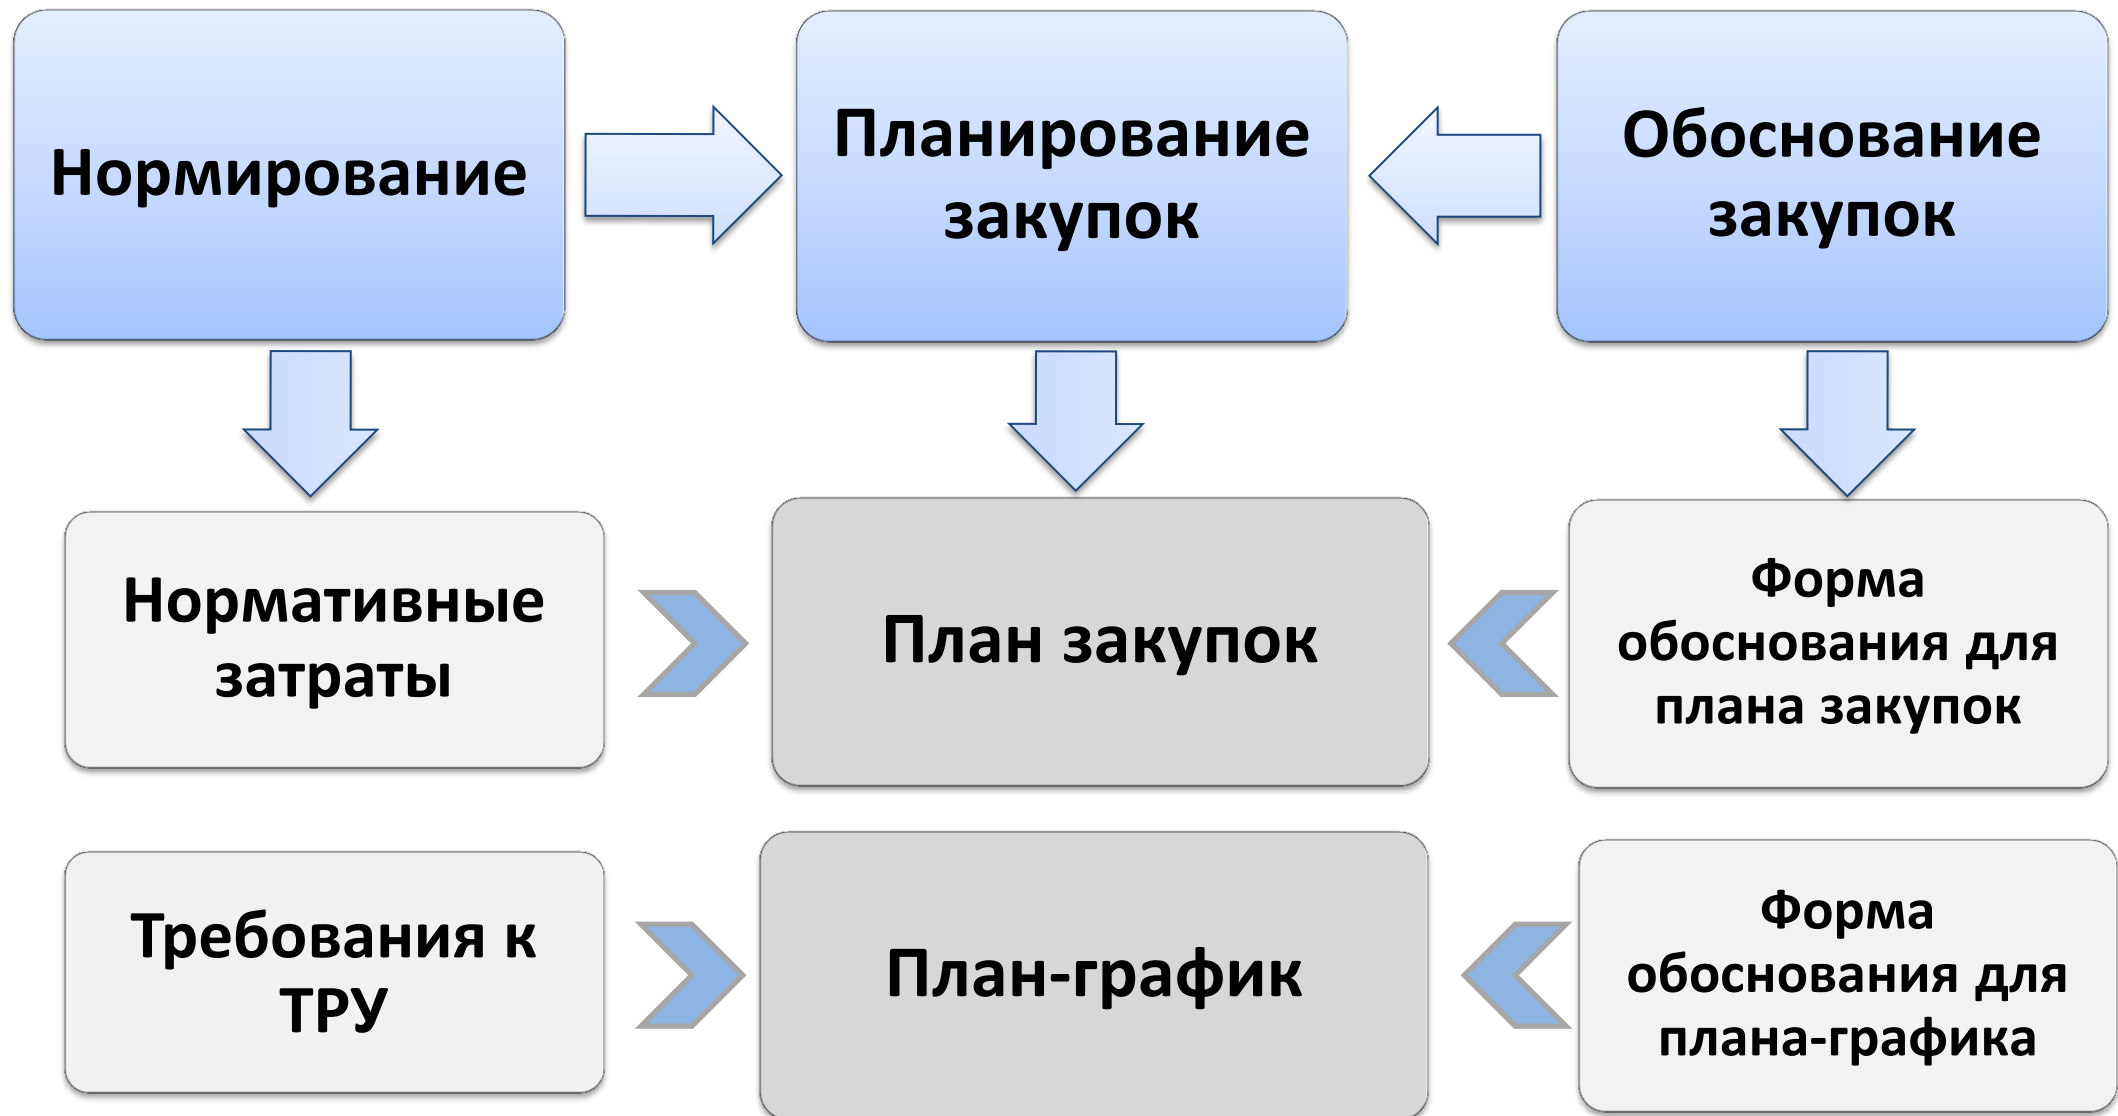 Нормирование
Планирование
закупок
Обоснование
закупок
Нормативные
затраты
План закупок
Форма
обоснования для
плана закупок
Требования к
ТРУ
План-график
Форма
обоснования для
плана-графика